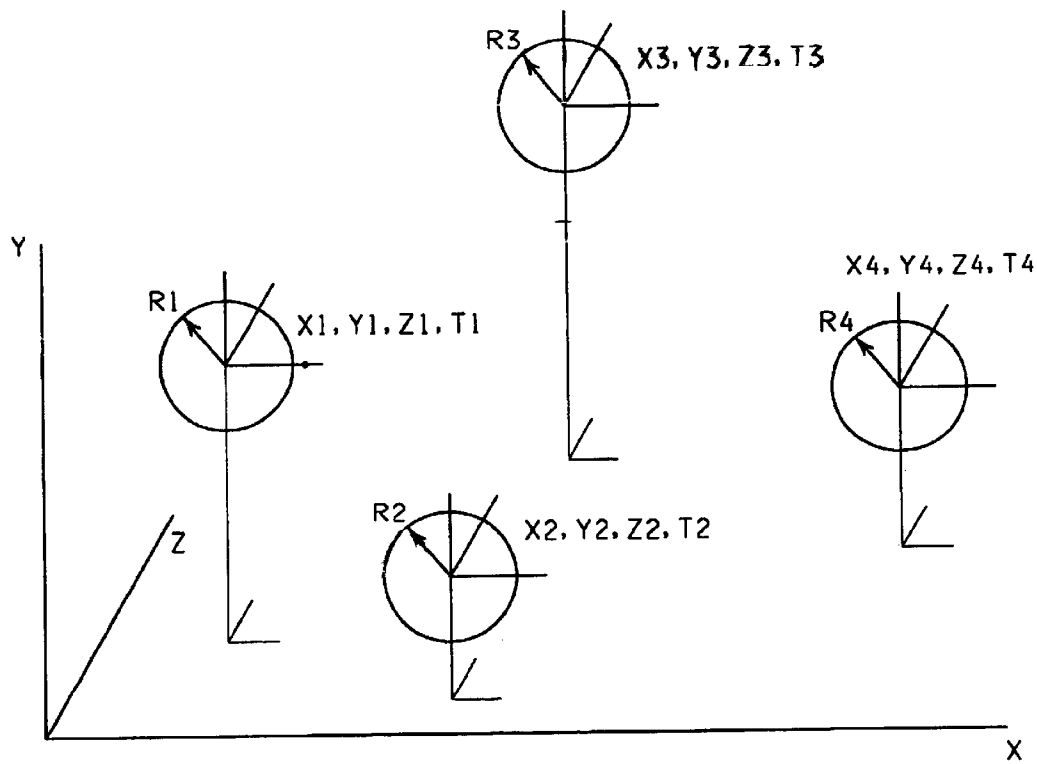 R3
X3, Y3, Z3, T3
Y
X4, Y4, Z4, T4
R1
X1, Y1, Z1, T1
R4
R2
X2, Y2, Z2, T2
Z
X